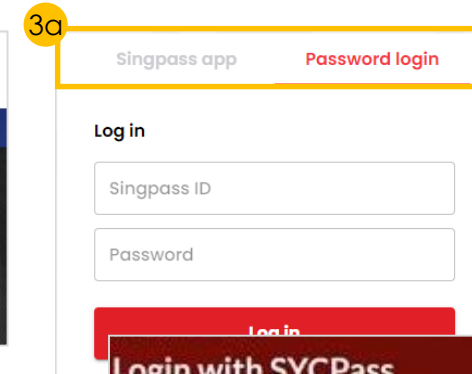 3a
Singpass app Password login
Log in
Singpass ID
Password
Log in
Login with SYCPass